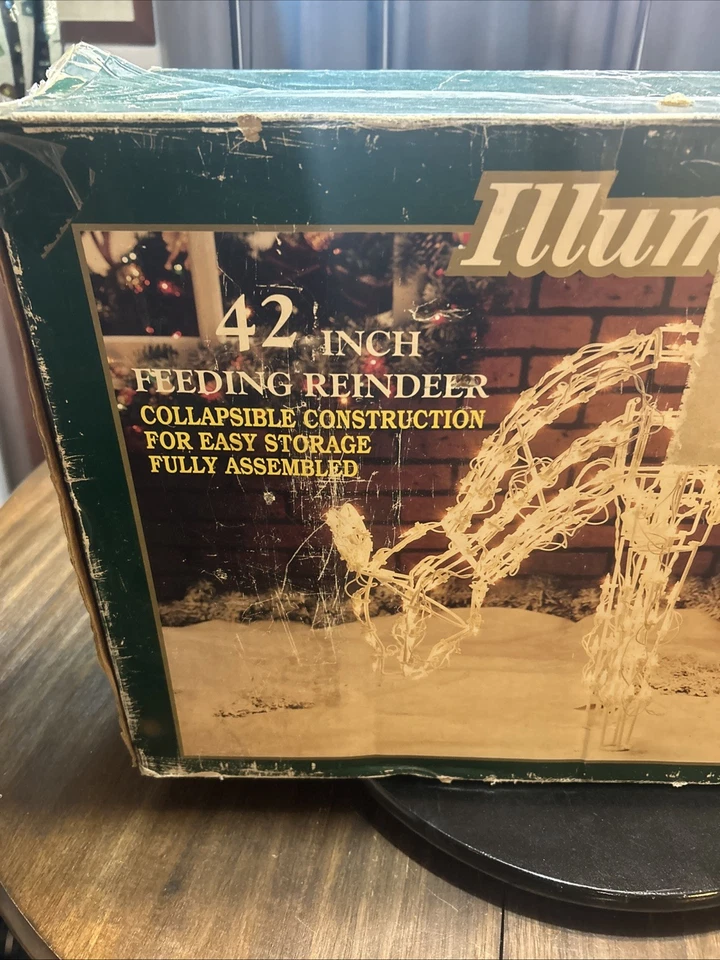 Illum
42 INCH
FEEDING REINDEER
COLLAPSIBLE CONSTRUCTION
FOR EASY STORAGE
FULLY ASSEMBLED